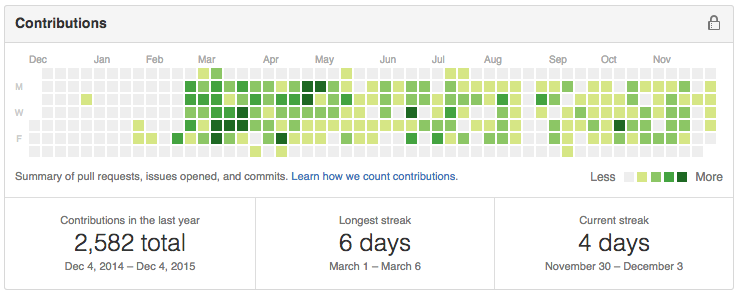 Contributions
Dec Jan Feb Mar Apr May Jun Jul Aug Sep Oct Nov
M
W
F
Summary of pull requests, issues opened, and commits. Learn how we count contributions.
Less More
Contributions in the last year
2,582 total
Dec 4, 2014 – Dec 4, 2015
Longest streak
6 days
March 1 – March 6
Current streak
4 days
November 30 – December 3